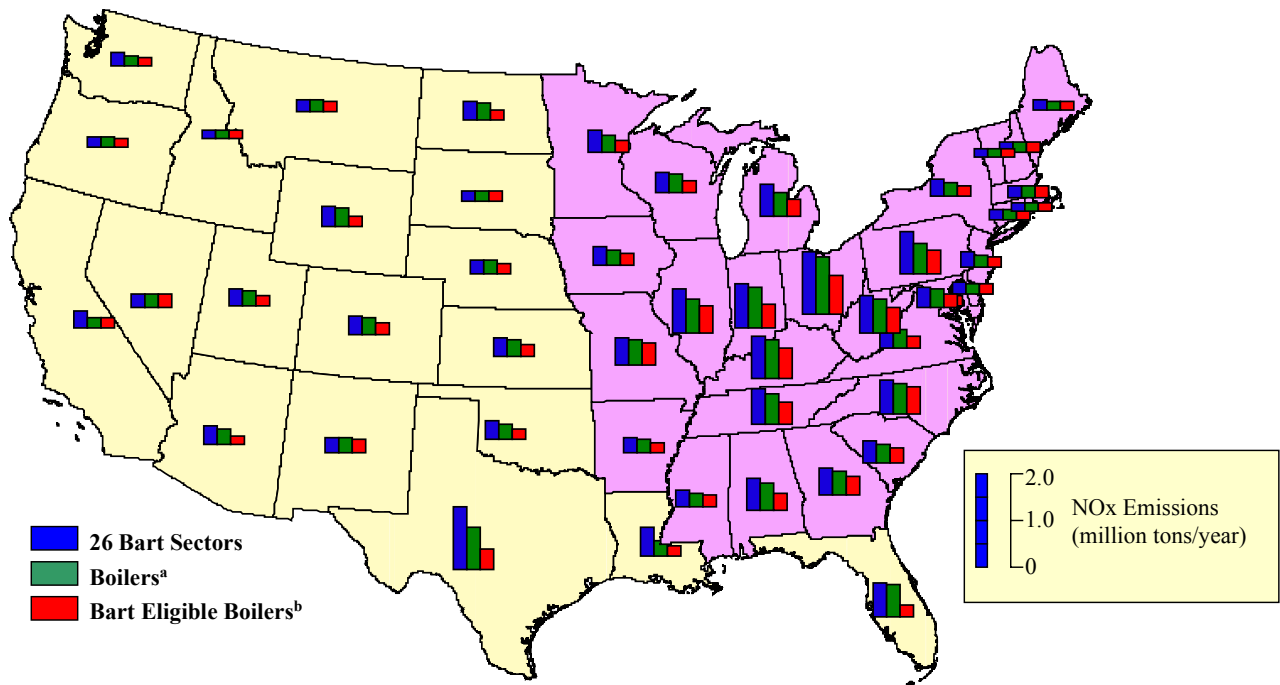 26 Bart Sectors
Boilersᵃ
Bart Eligible Boilersᵇ
2.0
1.0
0
NOx Emissions
(million tons/year)